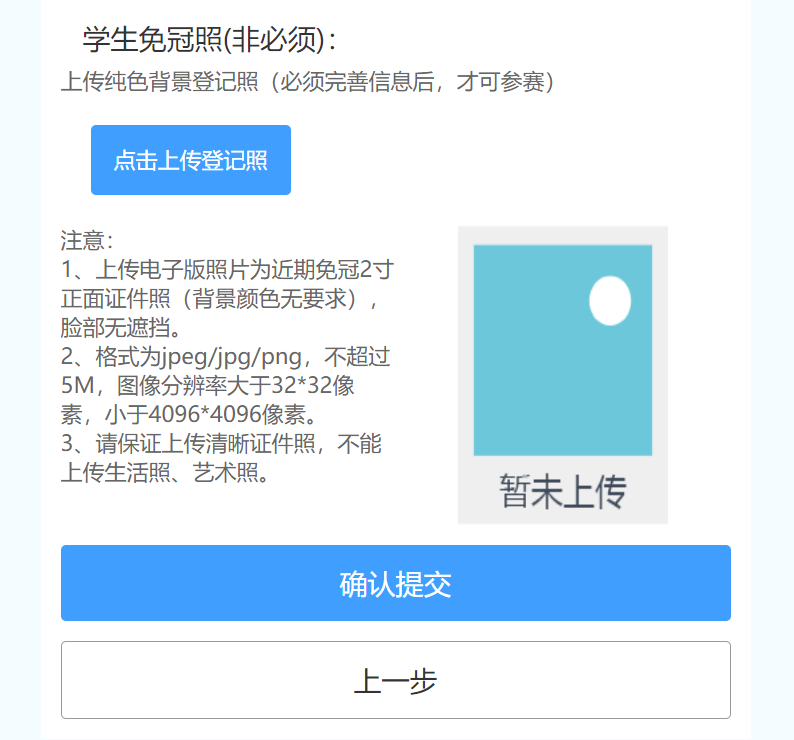 学生免冠照(非必须)：
上传纯色背景登记照（必须完善信息后，才可参赛）
点击上传登记照
注意：
1、上传电子版照片为近期免冠2寸
正面证件照（背景颜色无要求），
脸部无遮挡。
2、格式为jpeg/jpg/png，不超过
5M，图像分辨率大于32*32像
素，小于4096*4096像素。
3、请保证上传清晰证件照，不能
上传生活照、艺术照。
暂未上传
确认提交
上一步